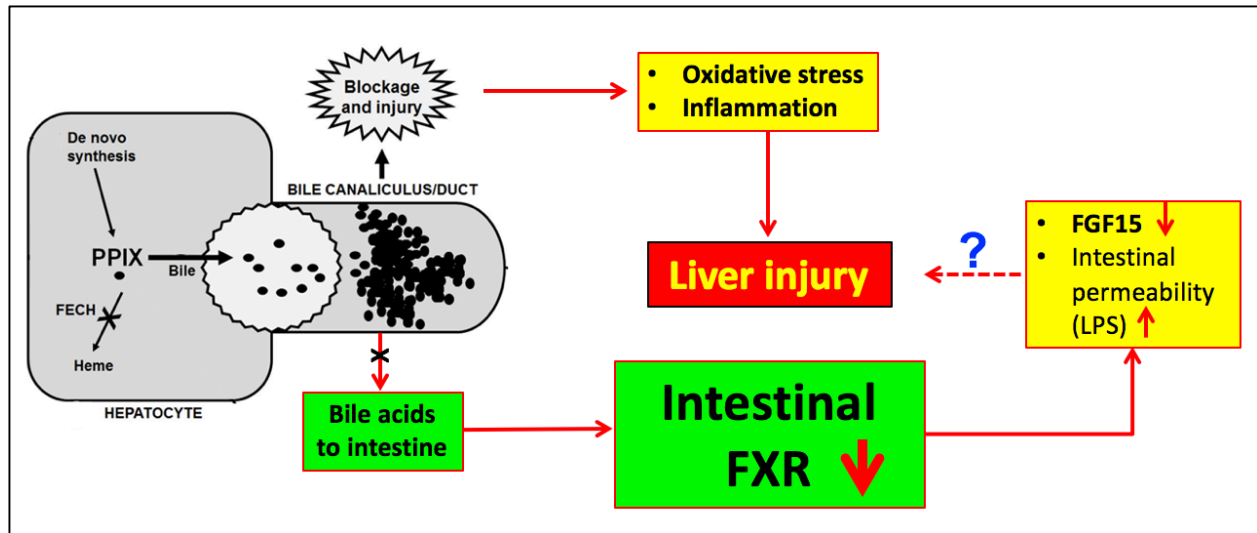 Blockage
and injury
• Oxidative stress
• Inflammation
De novo
synthesis
BILE CANALICULUS/DUCT
PPIX
Bile
FECH
Heme
HEPATOCYTE
Liver injury
?
• FGF15
• Intestinal
permeability
(LPS)
Bile acids
to intestine
Intestinal
FXR